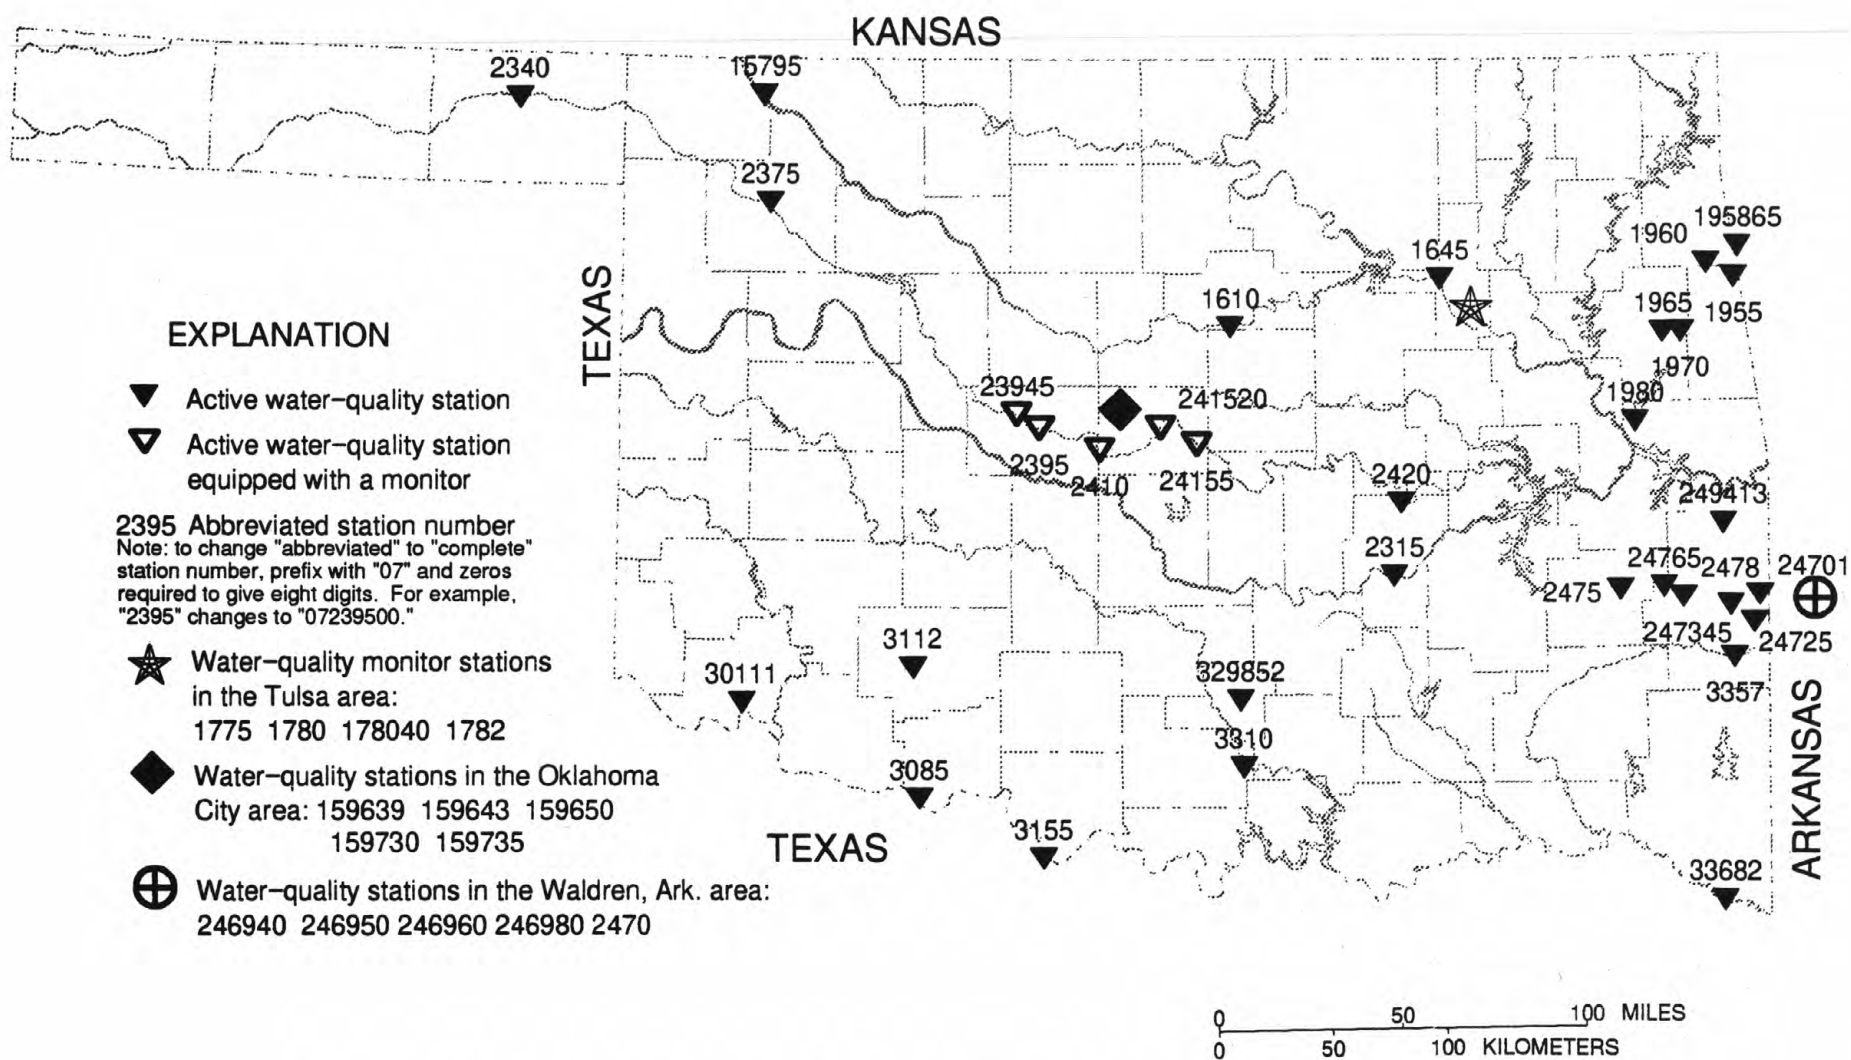 KANSAS
2340
15795
2375
195865
1960
1645
1610
1965
1955
1970
1980
TEXAS
EXPLANATION
Active water-quality station
Active water-quality station
equipped with a monitor
2395 Abbreviated station number
Note: to change "abbreviated" to "complete"
station number, prefix with "07" and zeros
required to give eight digits. For example,
"2395" changes to "07239500."
Water-quality monitor stations
in the Tulsa area:
1775 1780 178040 1782
Water-quality stations in the Oklahoma
City area: 159639 159643 159650
159730 159735
Water-quality stations in the Waldren, Ark. area:
246940 246950 246960 246980 2470
23945
241520
2395
2410
24155
2420
249413
2315
24765
2478
24701
2475
247345
24725
3112
30111
329852
3357
3310
3085
3155
TEXAS
33682
ARKANSAS
0 50 100 MILES
0 50 100 KILOMETERS